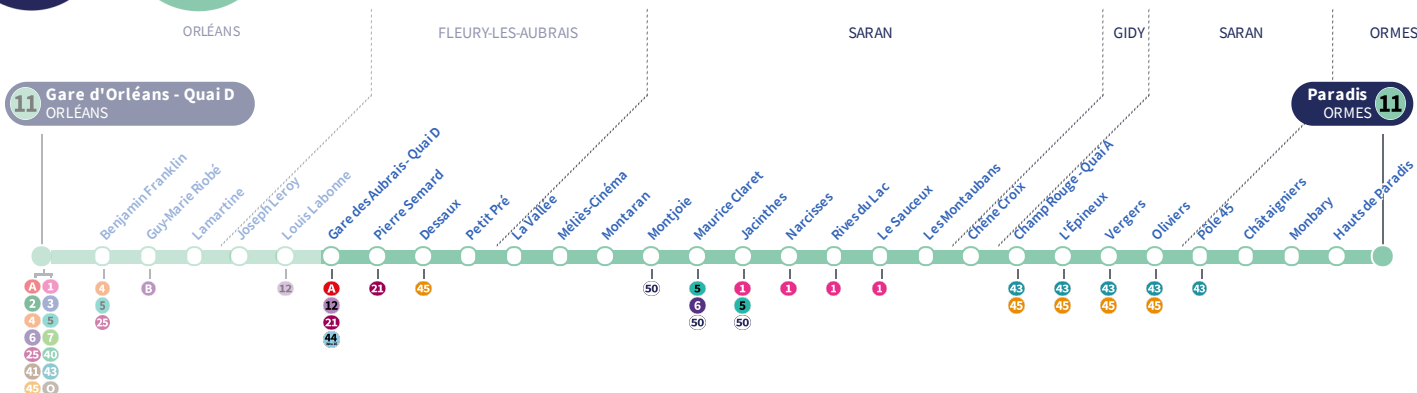 ORLÉANS
FLEURY-LES-AUBRAIS
SARAN
GIDY
SARAN
ORMES
11 Gare d'Orléans - Quai D
ORLÉANS
Paradis 11
ORMES
Benjamin Franklin
Guy-Marie Riobé
Lamartine
Joseph Leroy
Louis Labonne
Gare des Aubrais - Quai D
Pierre Semard
Dessaux
Petit Pré
La Vallée
Méliès-Cinéma
Montaran
Montjoie
Maurice Claret
Jacinthes
Narcisses
Rives du Lac
Le Sauceux
Les Montaubans
Chêne Croix
Champ Rouge - Quai A
L'Épineux
Vergers
Oliviers
Pôle 45
Châtaigniers
Monbary
Hauts de Paradis
A 1
2 3
4 5
6 7
25 40
41 43
45 O
4
5
25
B
12
A
12
21
44
21
45
50
5
6
50
1
5
50
1
1
1
43
45
43
45
43
45
43
45
43